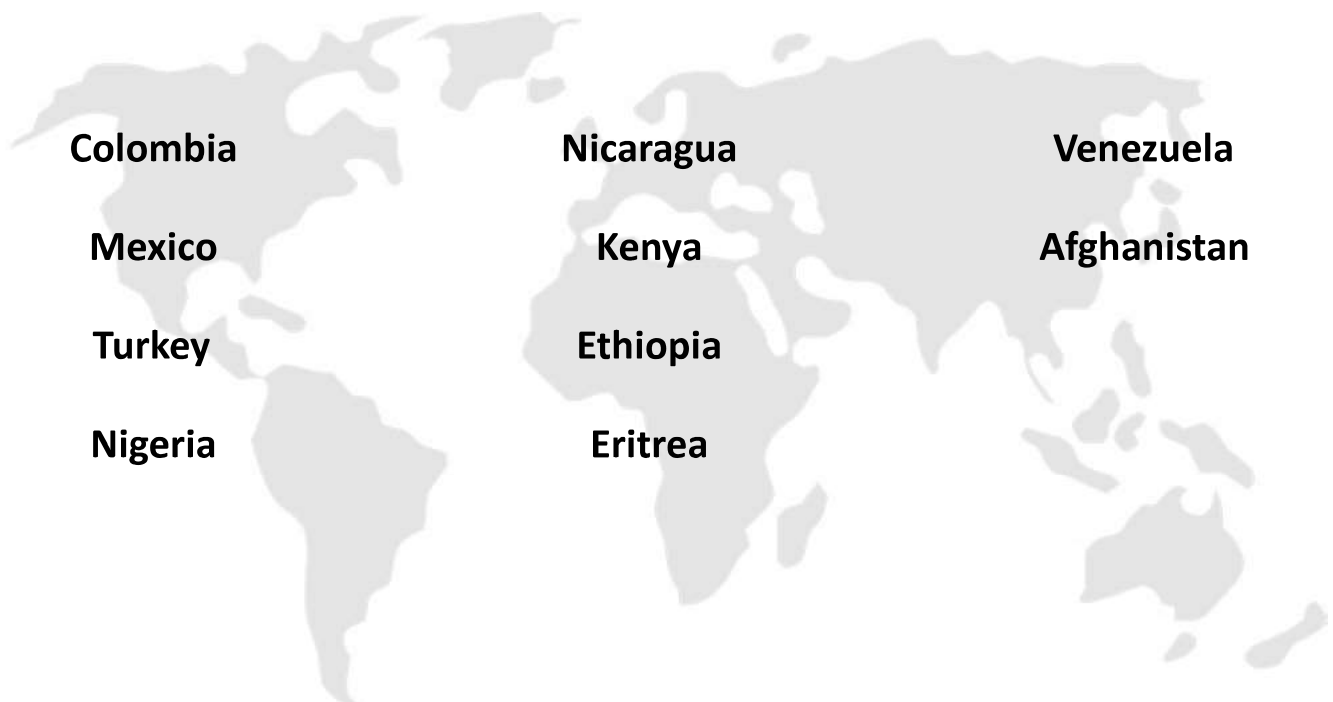 Colombia
Nicaragua
Venezuela
Mexico
Kenya
Afghanistan
Turkey
Ethiopia
Nigeria
Eritrea